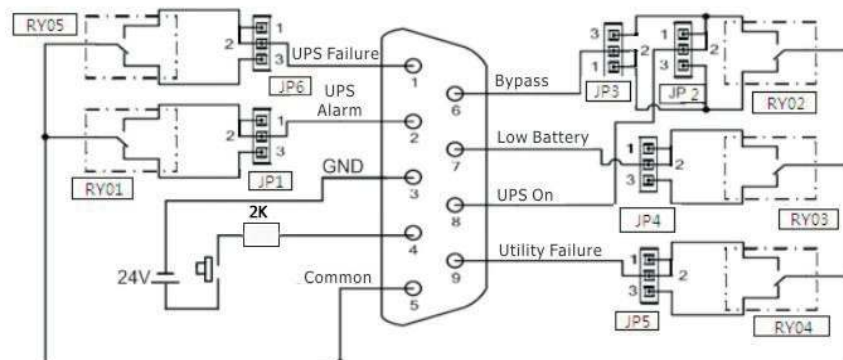 RY05
1
2
3
UPS Failure
JP6
UPS
Alarm
1
2
3
RY01
JP1
GND
2K
24V
Common
1
2
3
4
5
6
7
8
9
Bypass
Low Battery
UPS On
Utility Failure
3
2
1
JP3
1
2
3
JP 2
RY02
1
2
3
JP4
RY03
1
2
3
JP5
RY04